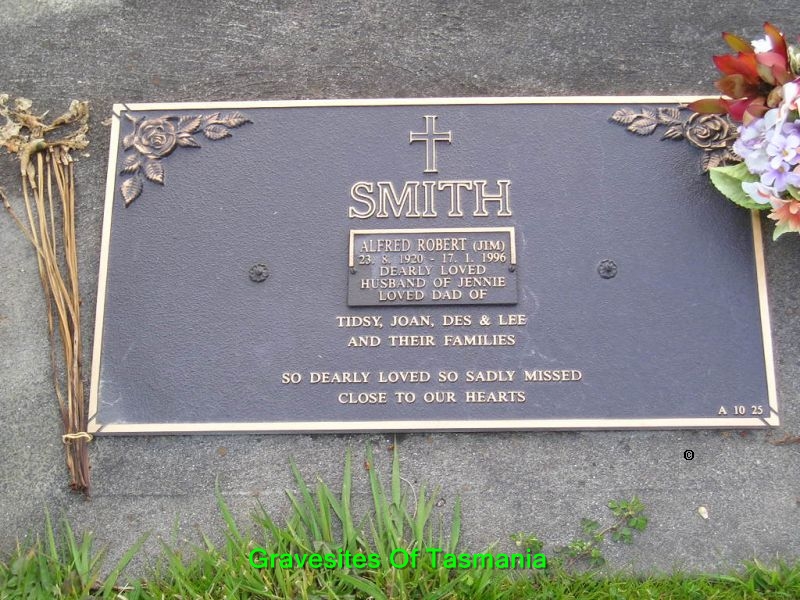 SMITH
ALFRED ROBERT (JIM)
23. 8. 1920 - 17. 1. 1996
DEARLY LOVED
HUSBAND OF JENNIE
LOVED DAD OF
TIDSY, JOAN, DES & LEE
AND THEIR FAMILIES
SO DEARLY LOVED SO SADLY MISSED
CLOSE TO OUR HEARTS
A 10 25
©
Gravesites Of Tasmania